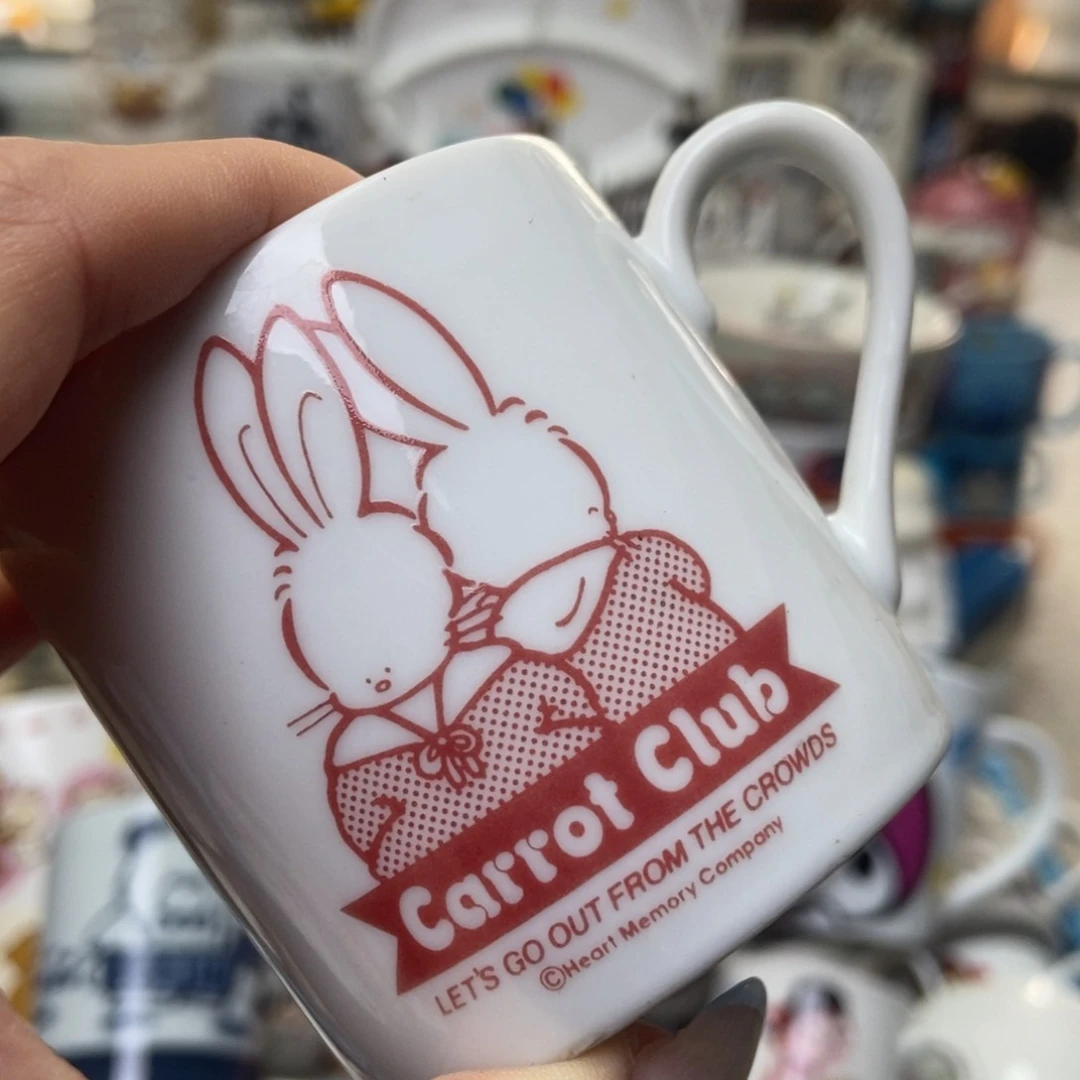 Carrot Club
LET'S GO OUT FROM THE CROWDS
©Heart Memory Company